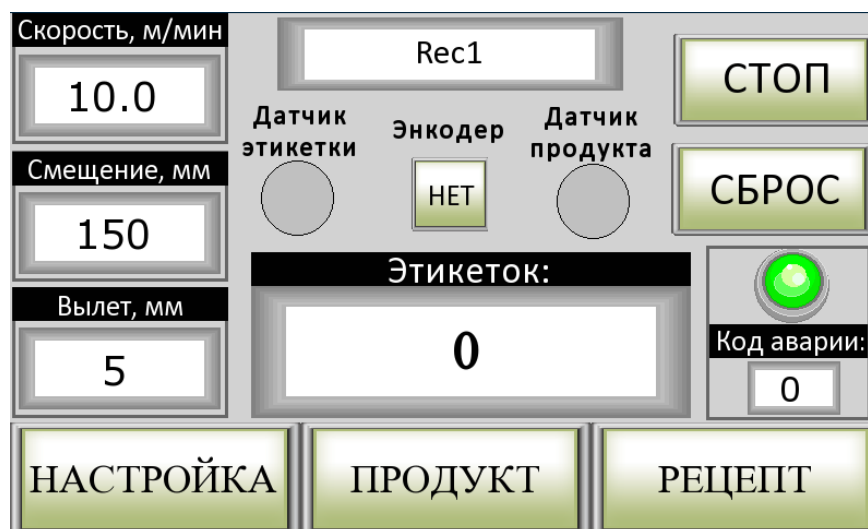 Скорость, м/мин
10.0
Rec1
СТОП
Датчик
этикетки
Энкодер
НЕТ
Датчик
продукта
Смещение, мм
150
СБРОС
Этикеток:
0
Вылет, мм
5
Код аварии:
0
НАСТРОЙКА
ПРОДУКТ
РЕЦЕПТ